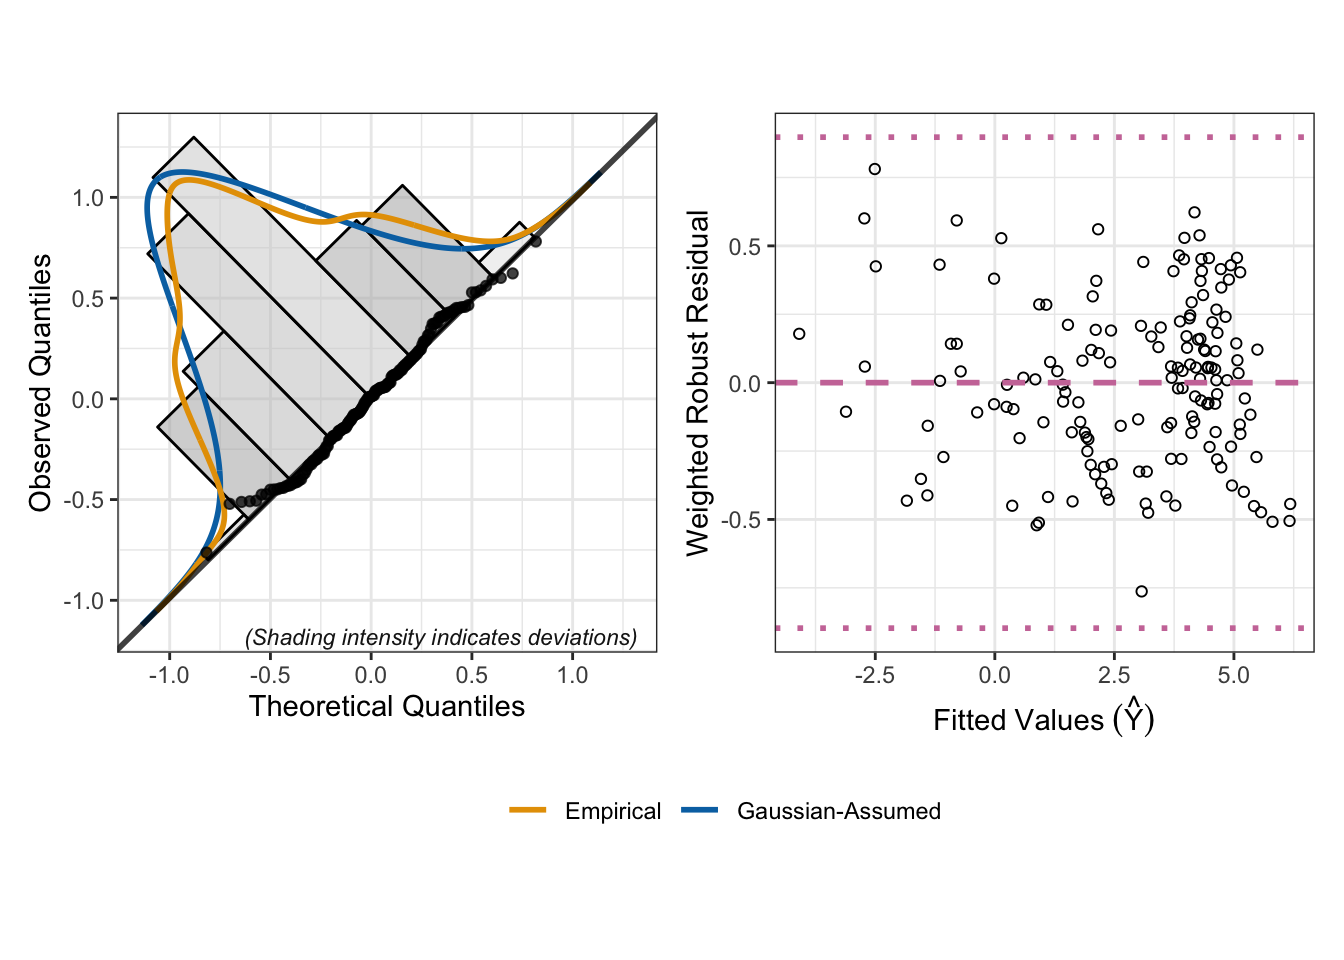 1.0
0.5
0.0
-0.5
-1.0
Observed Quantiles
(Shading intensity indicates deviations)
-1.0 -0.5 0.0 0.5 1.0
Theoretical Quantiles
0.5
0.0
-0.5
Weighted Robust Residual
-2.5 0.0 2.5 5.0
Fitted Values (Ŷ)
Empirical Gaussian-Assumed